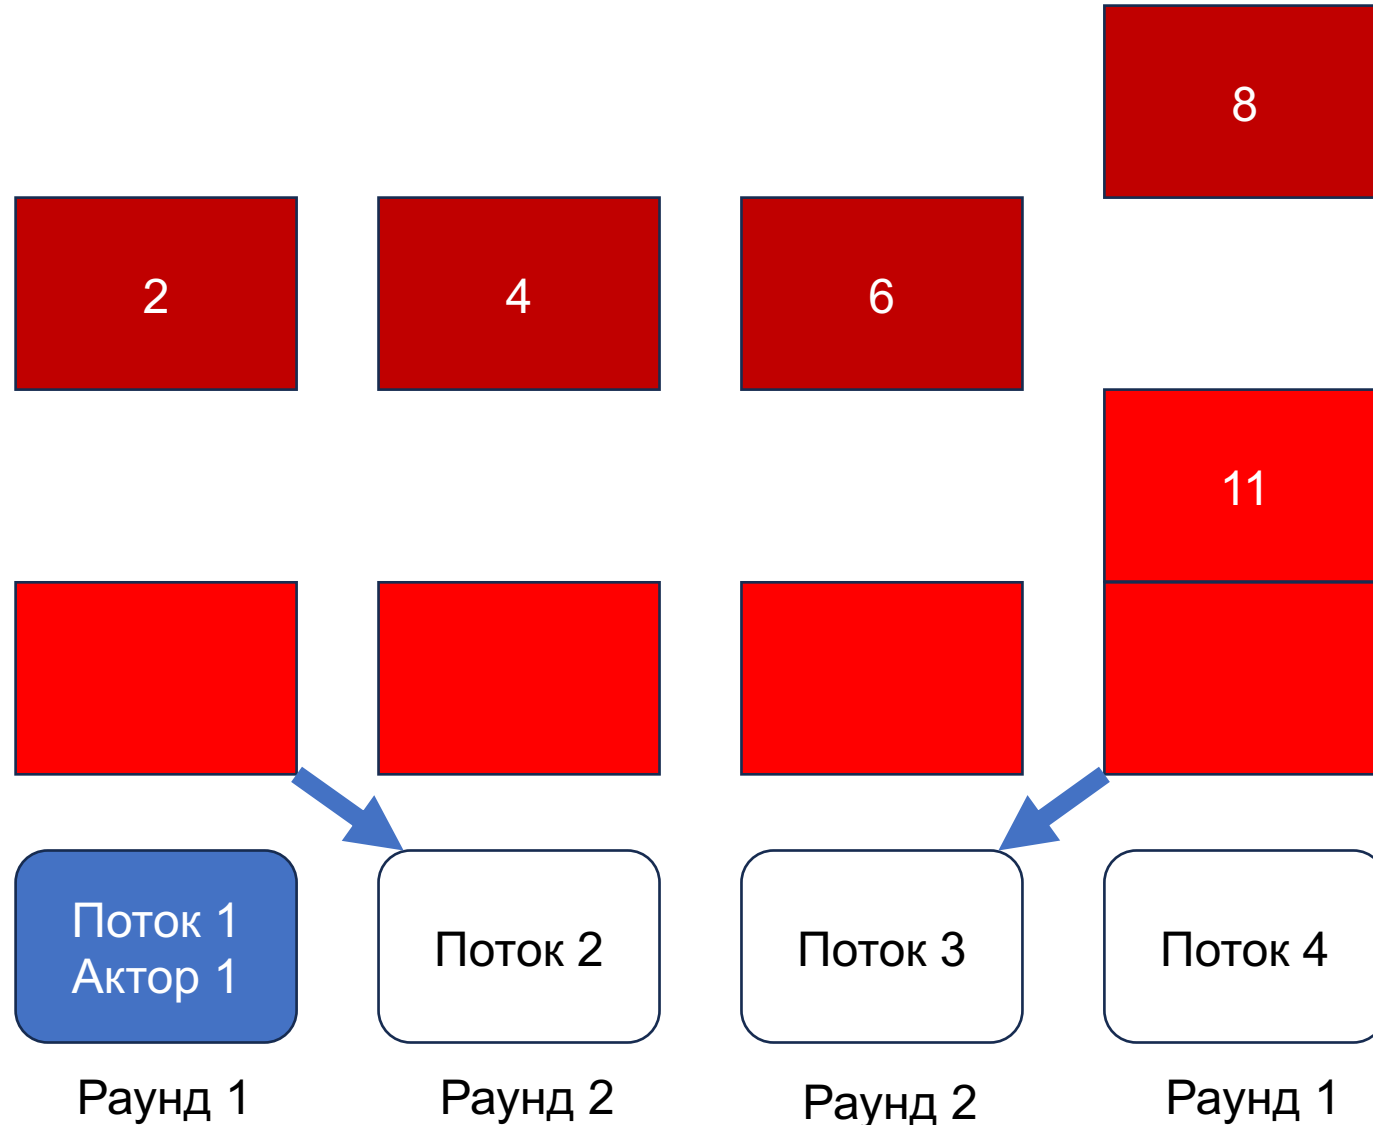 8
2
4
6
11
Поток 1
Актор 1
Поток 2
Поток 3
Поток 4
Раунд 1
Раунд 2
Раунд 2
Раунд 1